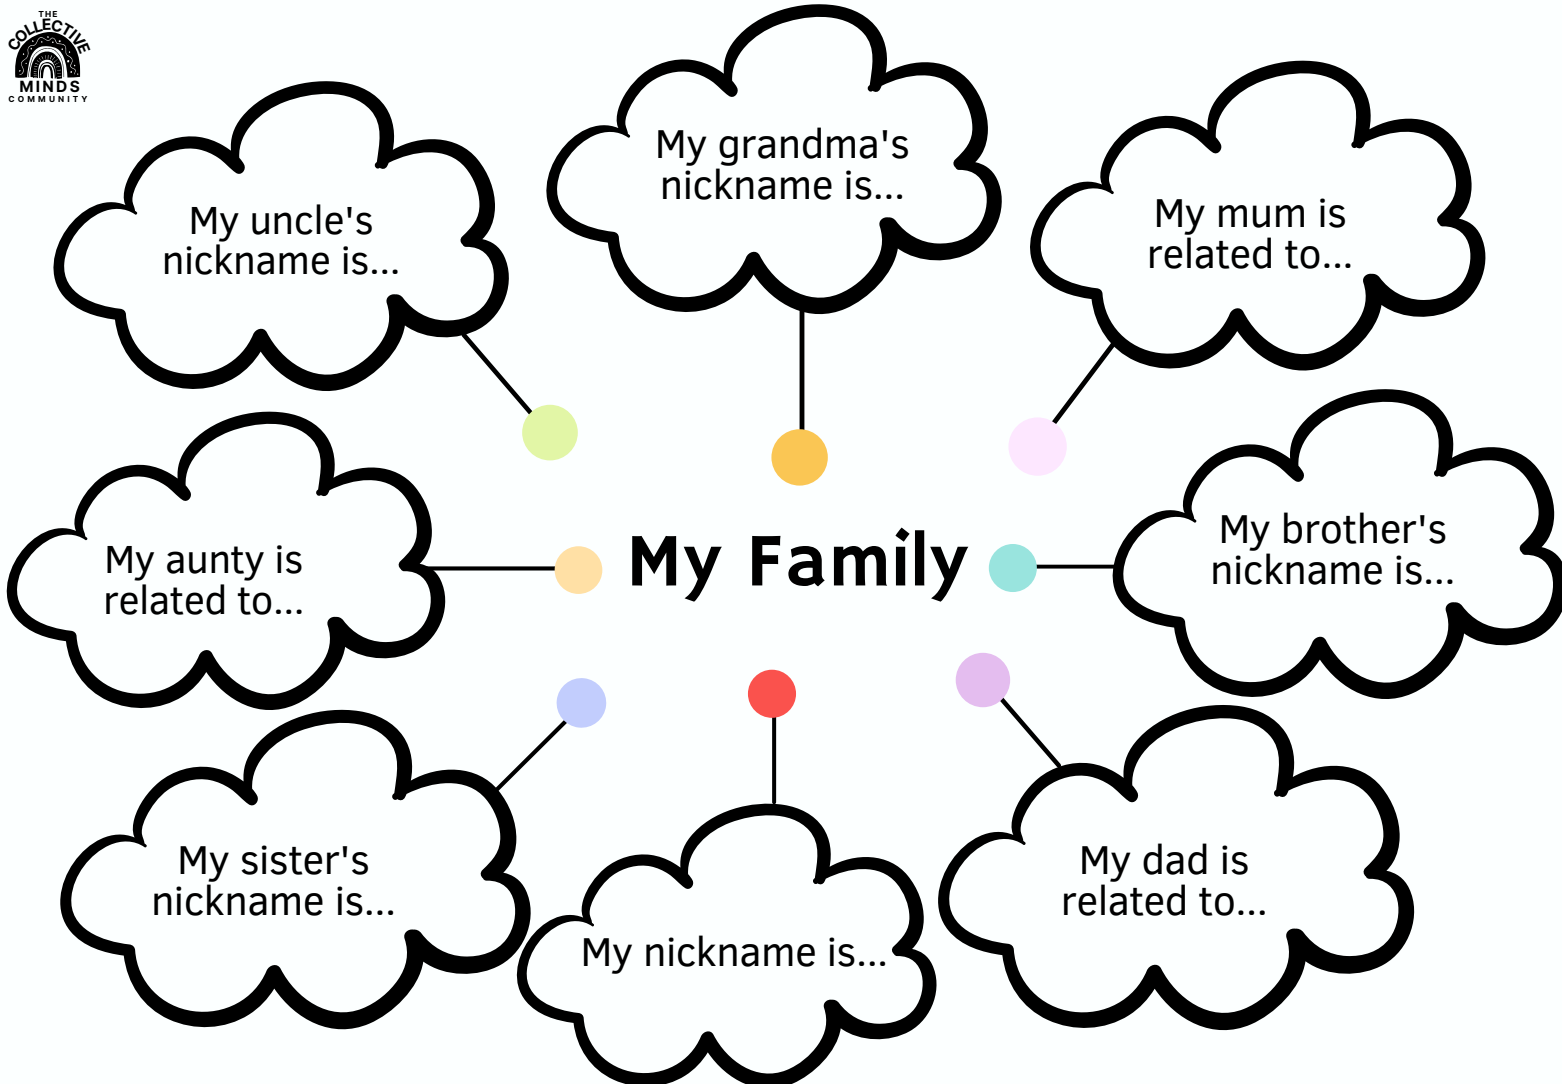 THE
COLLECTIVE
MINDS
COMMUNITY
My uncle's
nickname is...
My grandma's
nickname is...
My mum is
related to...
My aunty is
related to...
My Family
My brother's
nickname is...
My sister's
nickname is...
My nickname is...
My dad is
related to...